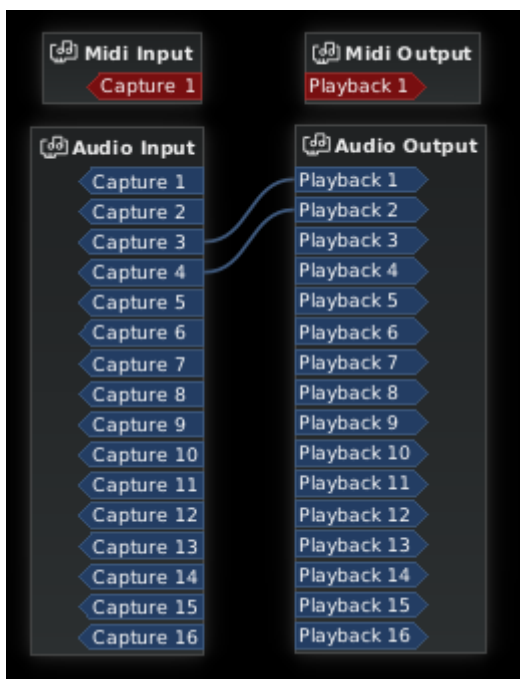 Midi Input
Capture 1
Midi Output
Playback 1
Audio Input
Capture 1
Capture 2
Capture 3
Capture 4
Capture 5
Capture 6
Capture 7
Capture 8
Capture 9
Capture 10
Capture 11
Capture 12
Capture 13
Capture 14
Capture 15
Capture 16
Audio Output
Playback 1
Playback 2
Playback 3
Playback 4
Playback 5
Playback 6
Playback 7
Playback 8
Playback 9
Playback 10
Playback 11
Playback 12
Playback 13
Playback 14
Playback 15
Playback 16